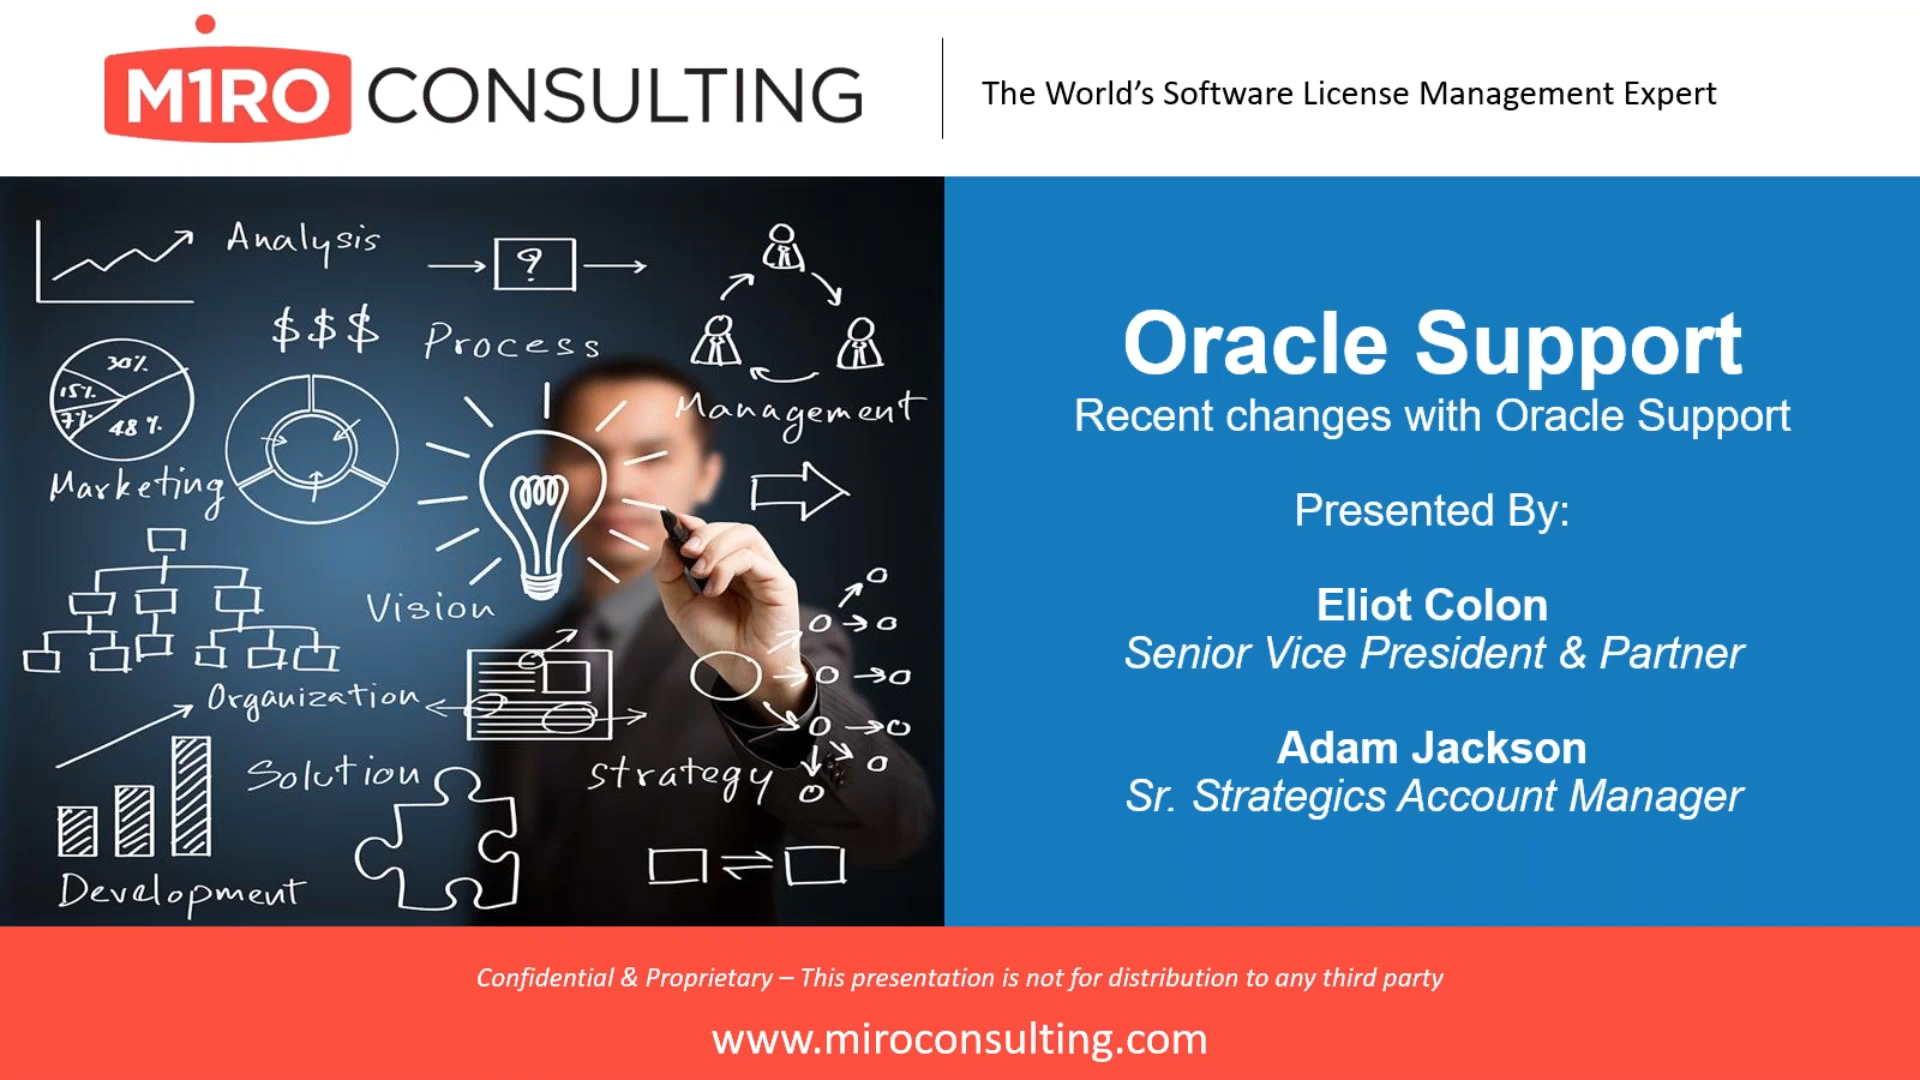 M1RO CONSULTING
The World's Software License Management Expert
Analysis
?
$$$
Process
30%
15%
7%
48%
Management
Marketing
Vision
Organization
Solution
strategy
Development
Oracle Support
Recent changes with Oracle Support
Presented By:
Eliot Colon
Senior Vice President & Partner
Adam Jackson
Sr. Strategics Account Manager
Confidential & Proprietary – This presentation is not for distribution to any third party
www.miroconsulting.com